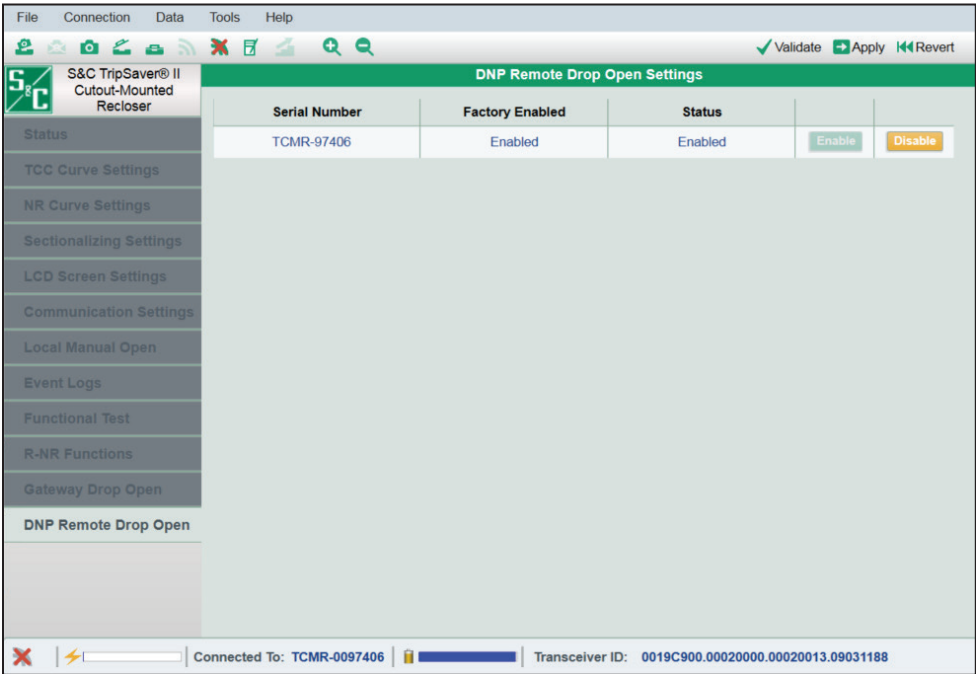 File Connection Data Tools Help
Validate Apply Revert
S&C
S&C TripSaver® II
Cutout-Mounted
Recloser
DNP Remote Drop Open Settings
Serial Number Factory Enabled Status
TCMR-97406 Enabled Enabled Enable Disable
Status
TCC Curve Settings
NR Curve Settings
Sectionalizing Settings
LCD Screen Settings
Communication Settings
Local Manual Open
Event Logs
Functional Test
R-NR Functions
Gateway Drop Open
DNP Remote Drop Open
Connected To: TCMR-0097406 Transceiver ID: 0019C900.00020000.00020013.09031188